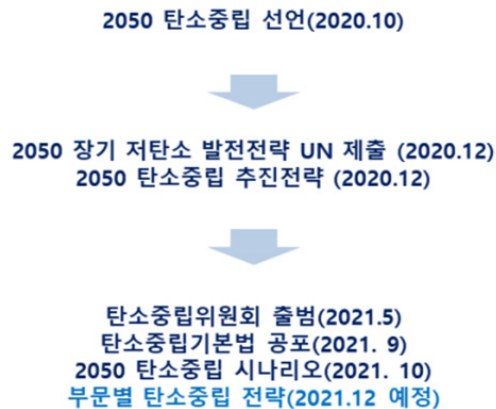 2050 탄소중립 선언(2020.10)
2050 장기 저탄소 발전전략 UN 제출 (2020.12)
2050 탄소중립 추진전략 (2020.12)
탄소중립위원회 출범(2021.5)
탄소중립기본법 공포(2021. 9)
2050 탄소중립 시나리오(2021. 10)
부문별 탄소중립 전략(2021.12 예정)